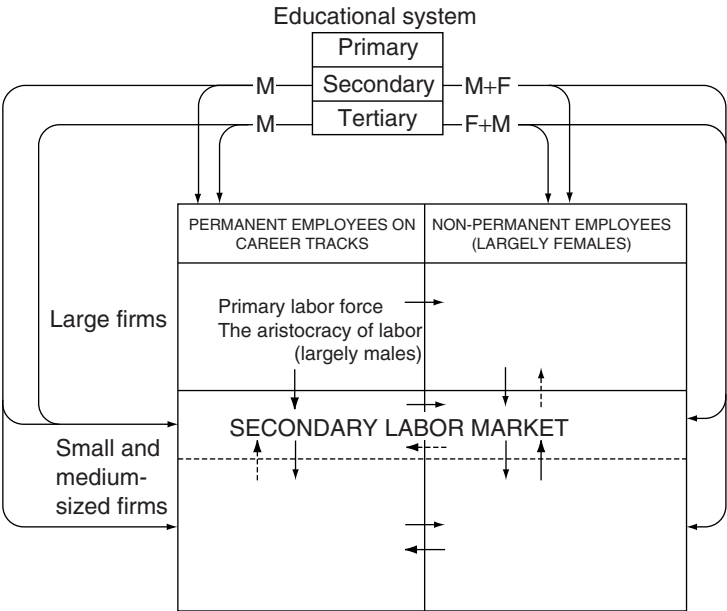 Educational system
Primary
M Secondary M+F
M Tertiary F+M
PERMANENT EMPLOYEES ON
CAREER TRACKS
NON-PERMANENT EMPLOYEES
(LARGELY FEMALES)
Large firms
Primary labor force
The aristocracy of labor
(largely males)
SECONDARY LABOR MARKET
Small and
medium-
sized firms